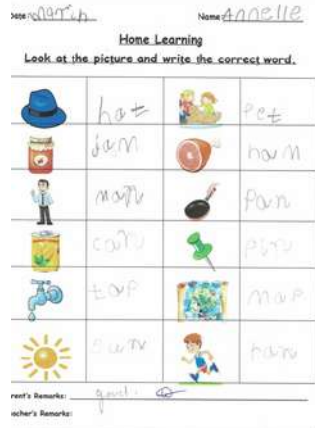 Date: March Name: Annelle
Home Learning
Look at the picture and write the correct word.
hat pet
jam ham
man pan
can pin
tap map
sun ran
rent's Remarks: good.
acher's Remarks: